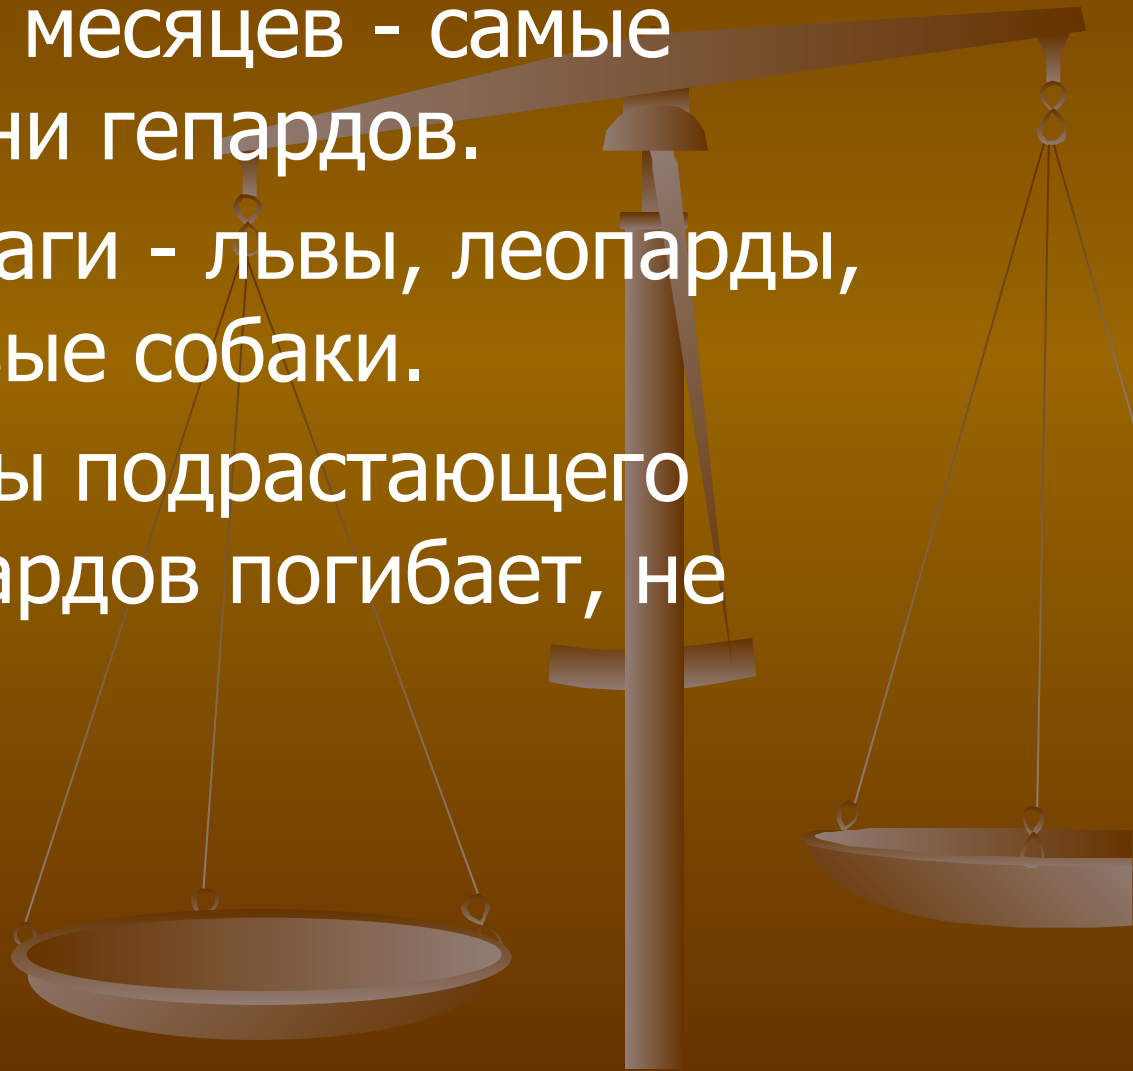 месяцев - самые
ни гепардов.
аги - львы, леопарды,
ые собаки.
ы подрастающего
ардов погибает, не